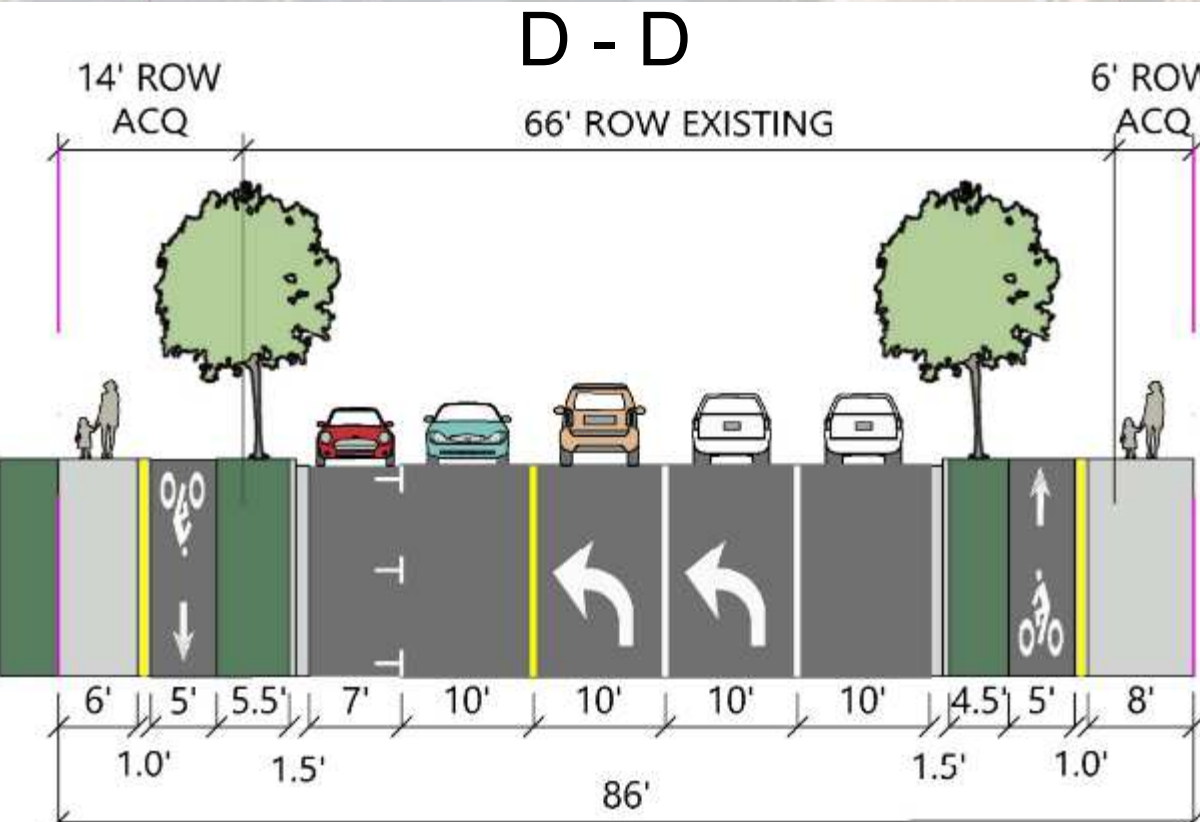 D - D
14' ROW
ACQ
66' ROW EXISTING
6' ROW
ACQ
6' 5' 5.5' 7' 10' 10' 10' 10' 4.5' 5' 8'
1.0' 1.5' 1.5' 1.0'
86'